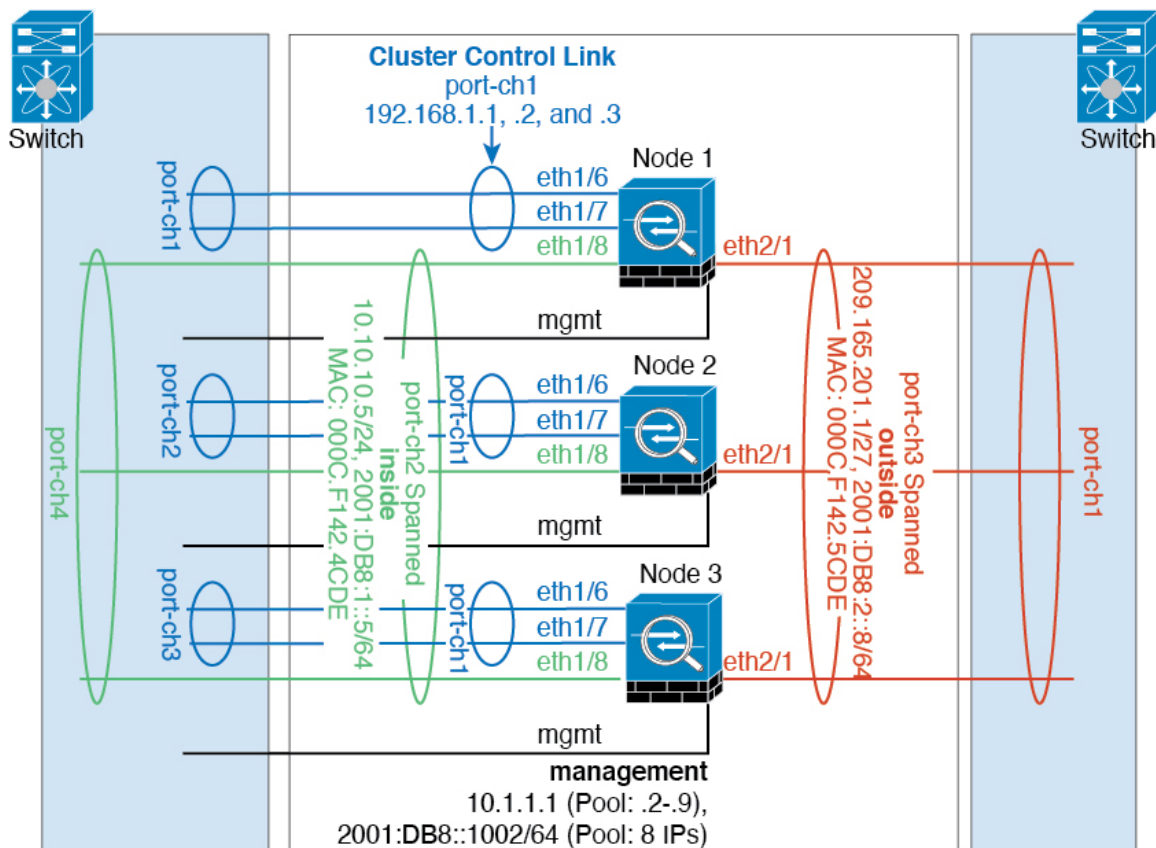 Switch
Switch
Cluster Control Link
port-ch1
192.168.1.1, .2, and .3
Node 1
eth1/6
eth1/7
eth1/8
eth2/1
port-ch1
mgmt
Node 2
eth1/6
eth1/7
eth1/8
eth2/1
port-ch2
port-ch1
mgmt
Node 3
eth1/6
eth1/7
eth1/8
eth2/1
port-ch3
port-ch1
mgmt
port-ch4
port-ch2 Spanned
inside
10.10.10.5/24, 2001:DB8:1::5/64
MAC: 000C.F142.4CDE
port-ch3 Spanned
outside
209.165.201.1/27, 2001:DB8:2::8/64
MAC: 000C.F142.5CDE
port-ch1
management
10.1.1.1 (Pool: .2-.9),
2001:DB8::1002/64 (Pool: 8 IPs)